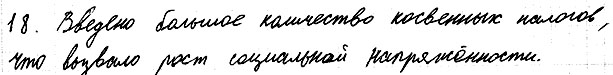 18. Введено большое количество косвенных налогов,
что вызвало рост социальной напряжённости.